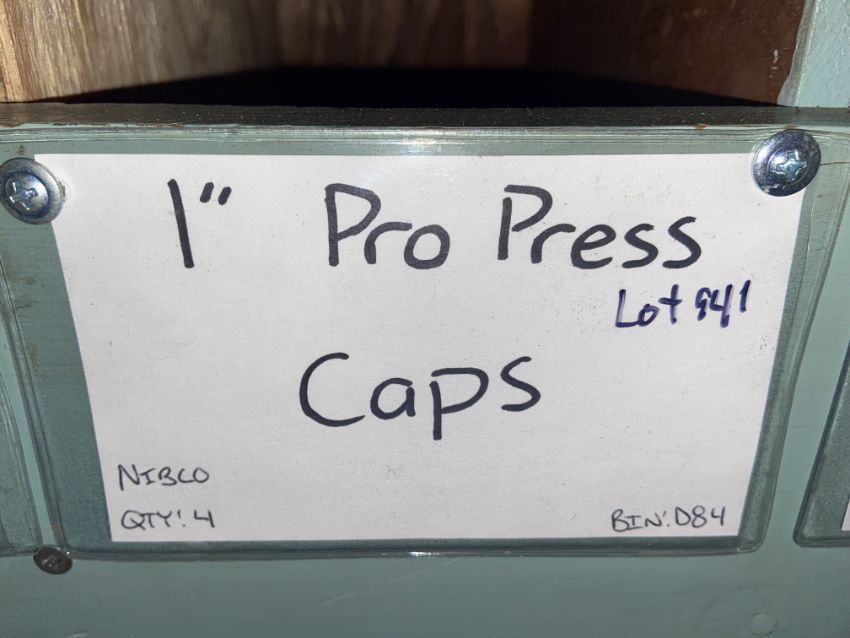 1" Pro Press
Lot 941
Caps
NIBCO
QTY: 4
BIN: D84